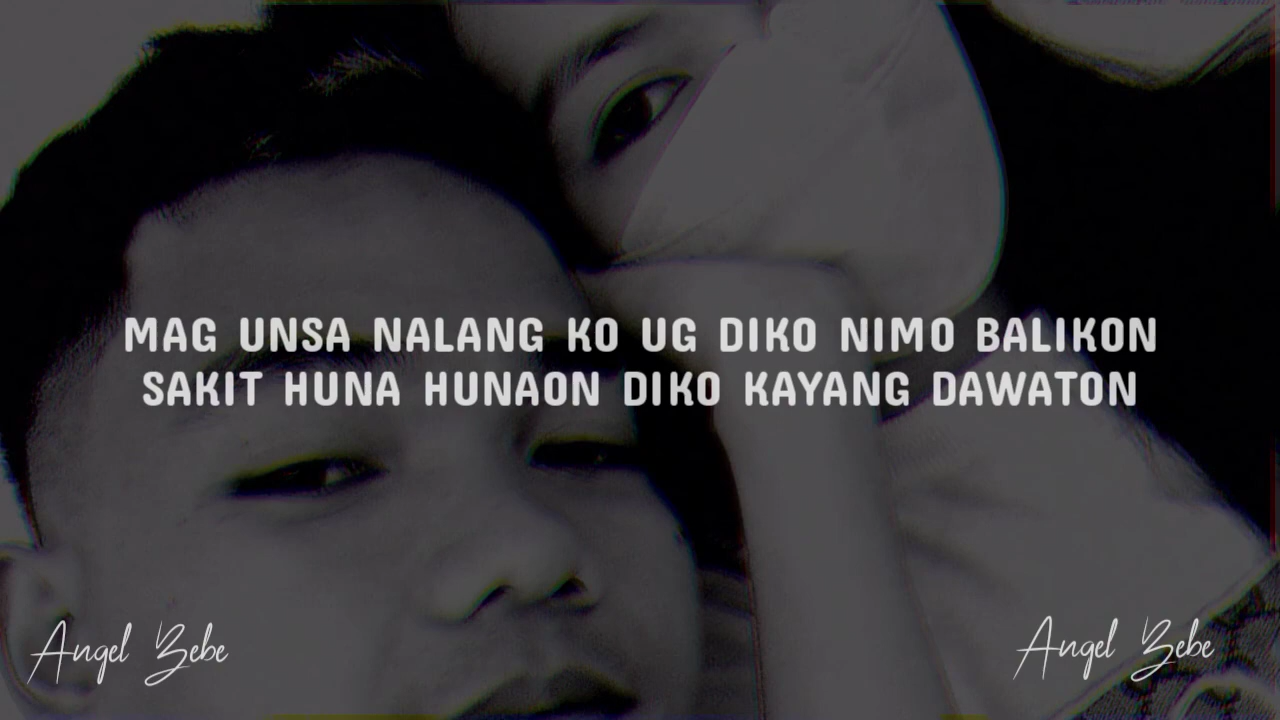 MAG UNSA NALANG KO UG DIKO NIMO BALIKON
SAKIT HUNA HUNAON DIKO KAYANG DAWATON
Angel Bebe
Angel Bebe